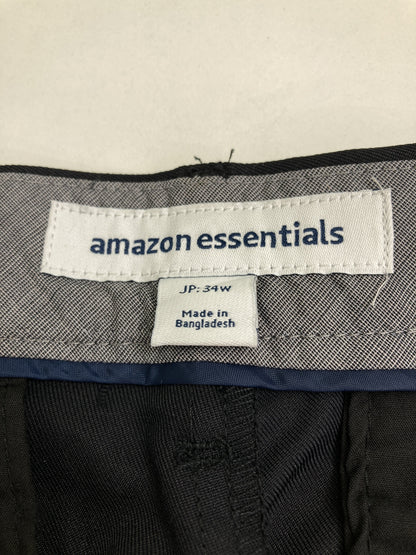 amazon essentials
JP: 34W
Made in
Bangladesh